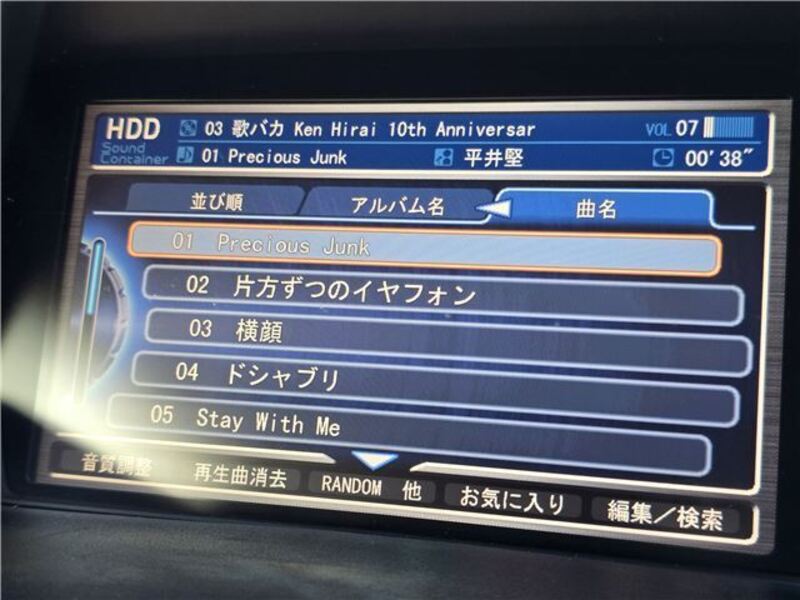 HDD 03 歌バカ Ken Hirai 10th Anniversar VOL 07
Sound Container 01 Precious Junk 平井堅 00'38"
並び順 アルバム名 曲名
01 Precious Junk
02 片方ずつのイヤフォン
03 横顔
04 ドシャブリ
05 Stay With Me
音質調整 再生曲消去 RANDOM 他 お気に入り 編集／検索